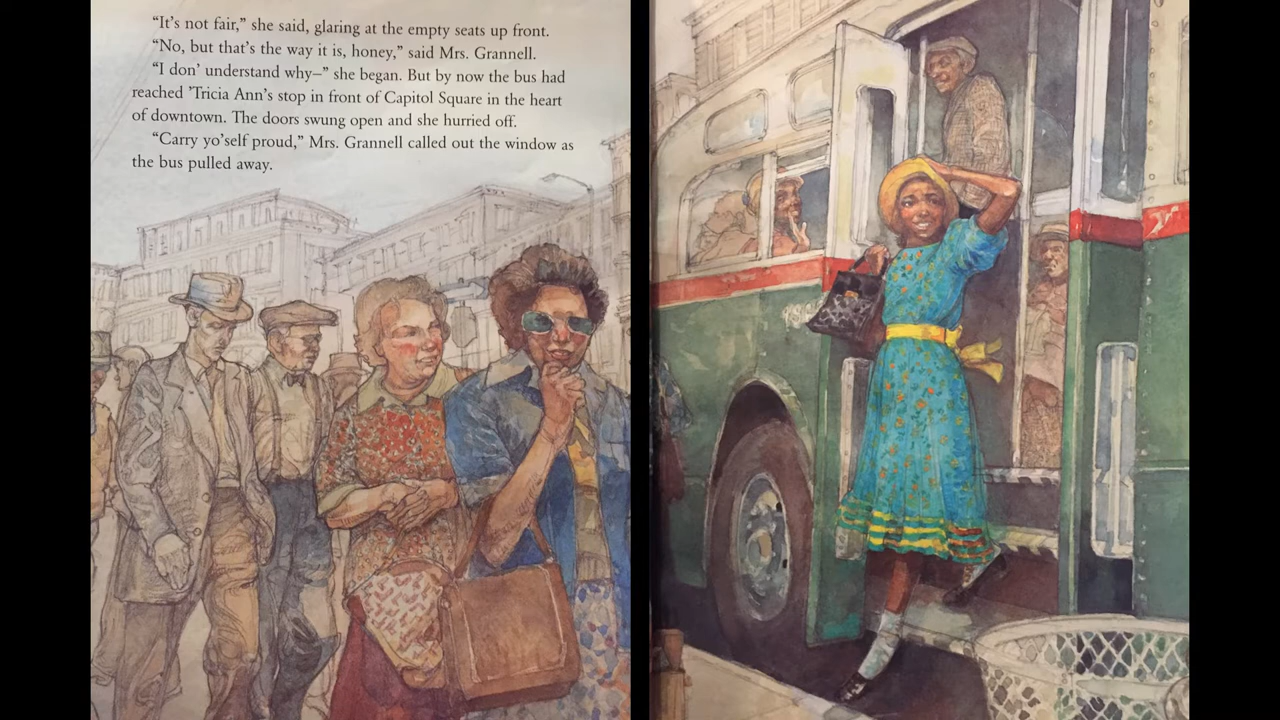 “It’s not fair,” she said, glaring at the empty seats up front.
“No, but that’s the way it is, honey,” said Mrs. Grannell.
“I don’ understand why–” she began. But by now the bus had
reached ’Tricia Ann’s stop in front of Capitol Square in the heart
of downtown. The doors swung open and she hurried off.
“Carry yo’self proud,” Mrs. Grannell called out the window as
the bus pulled away.